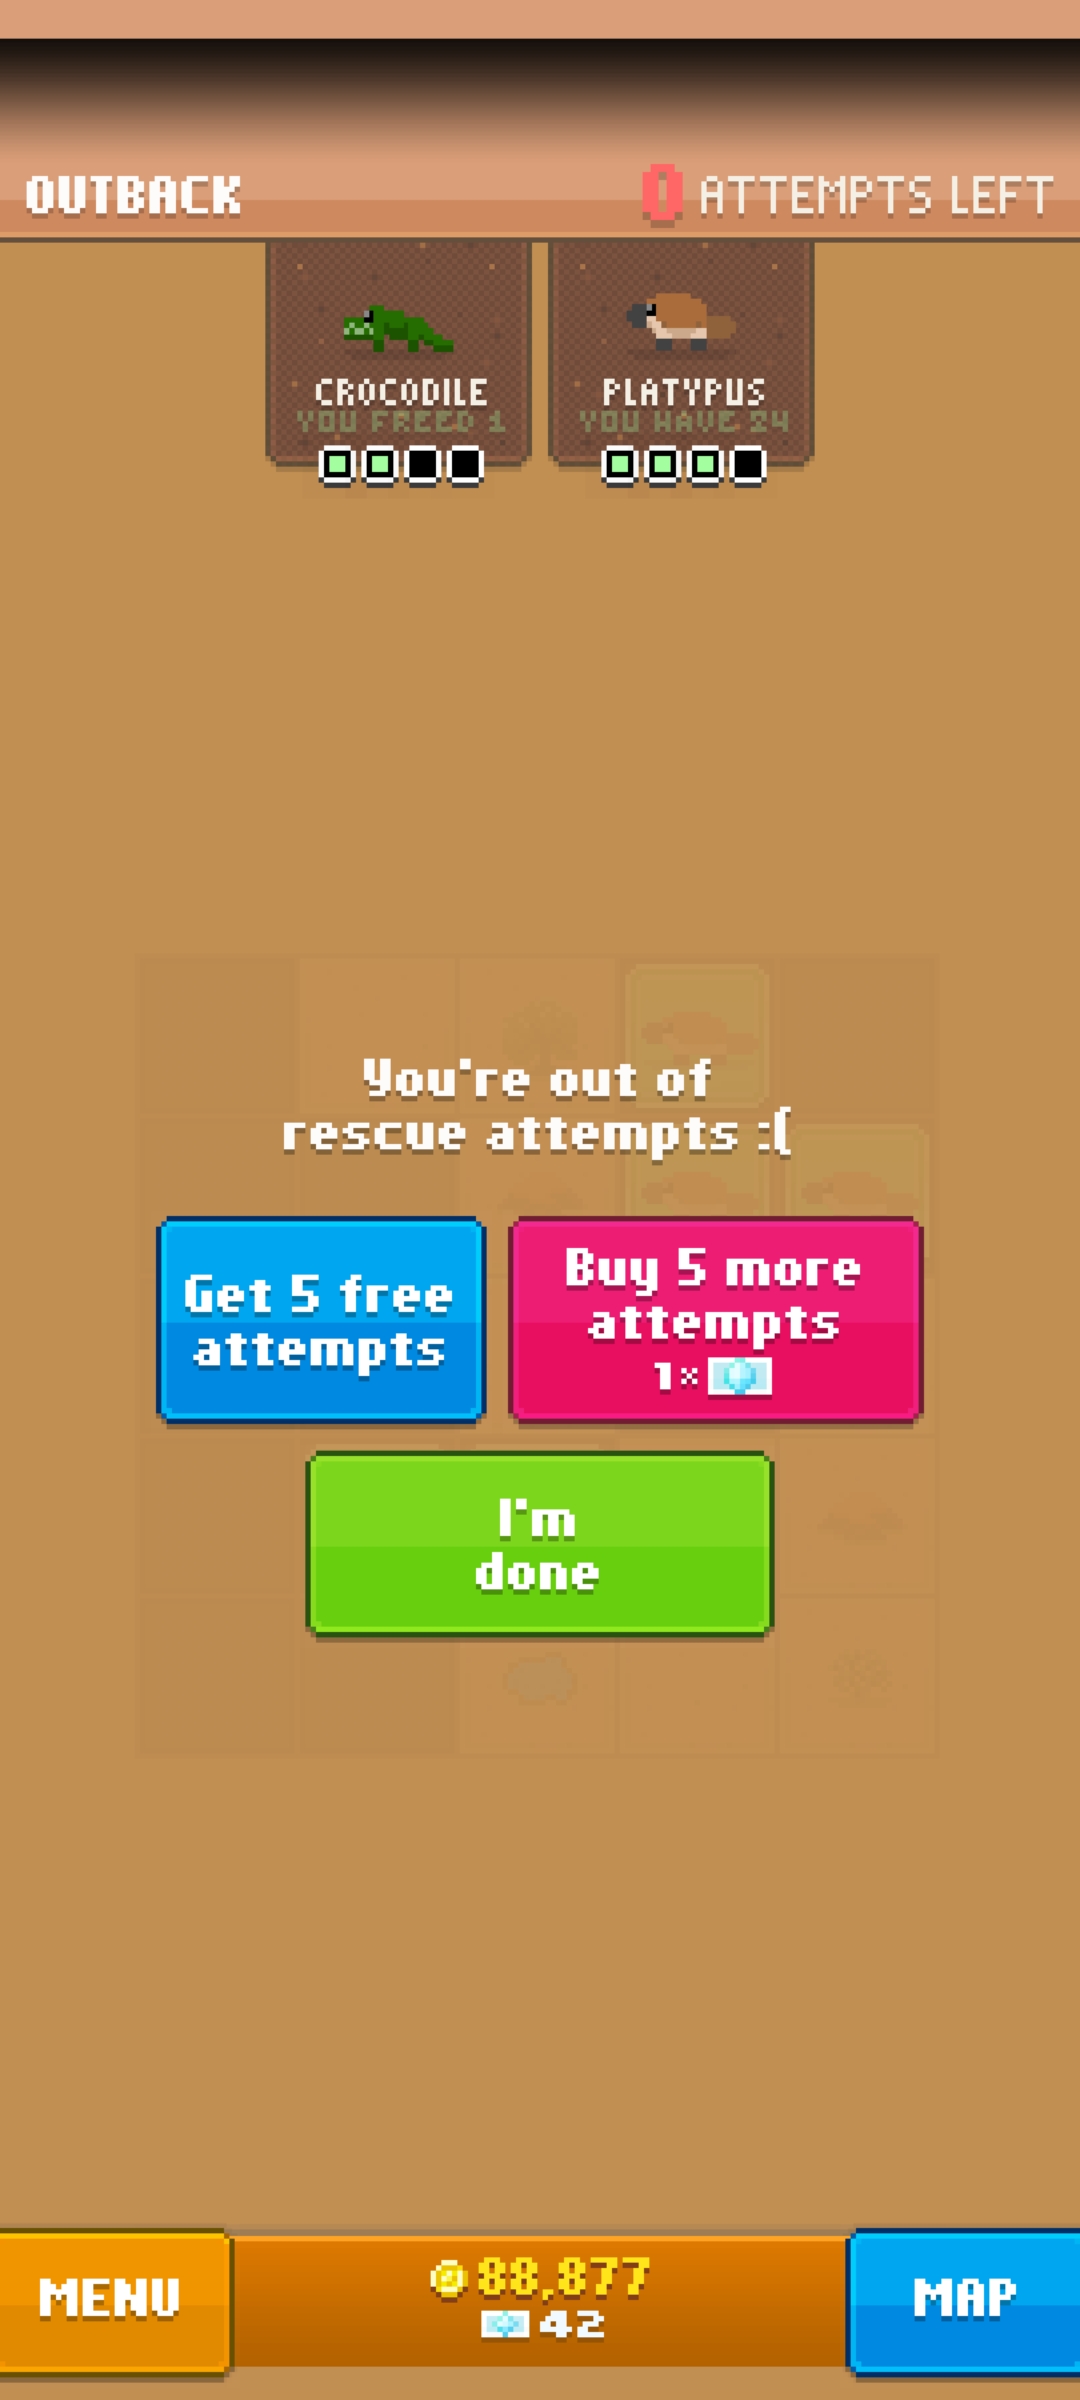 OUTBACK
0 ATTEMPTS LEFT
CROCODILE
YOU FREED 1
PLATYPUS
YOU HAVE 24
You're out of
rescue attempts :(
Get 5 free
attempts
Buy 5 more
attempts
1×
I'm
done
MENU
88,877
42
MAP